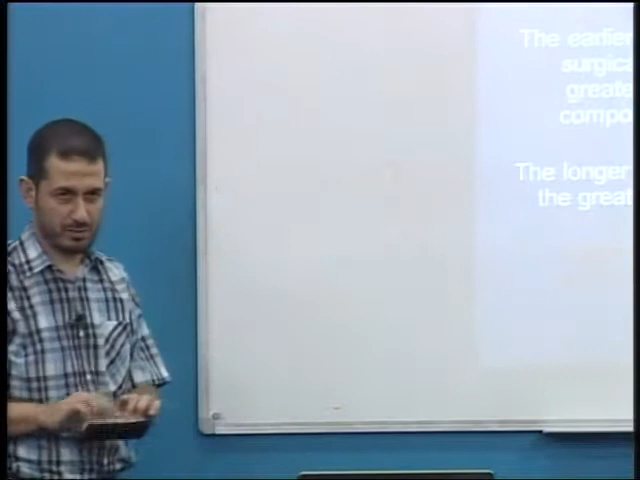 The earlier
surgica
greate
compo
The longer
the great